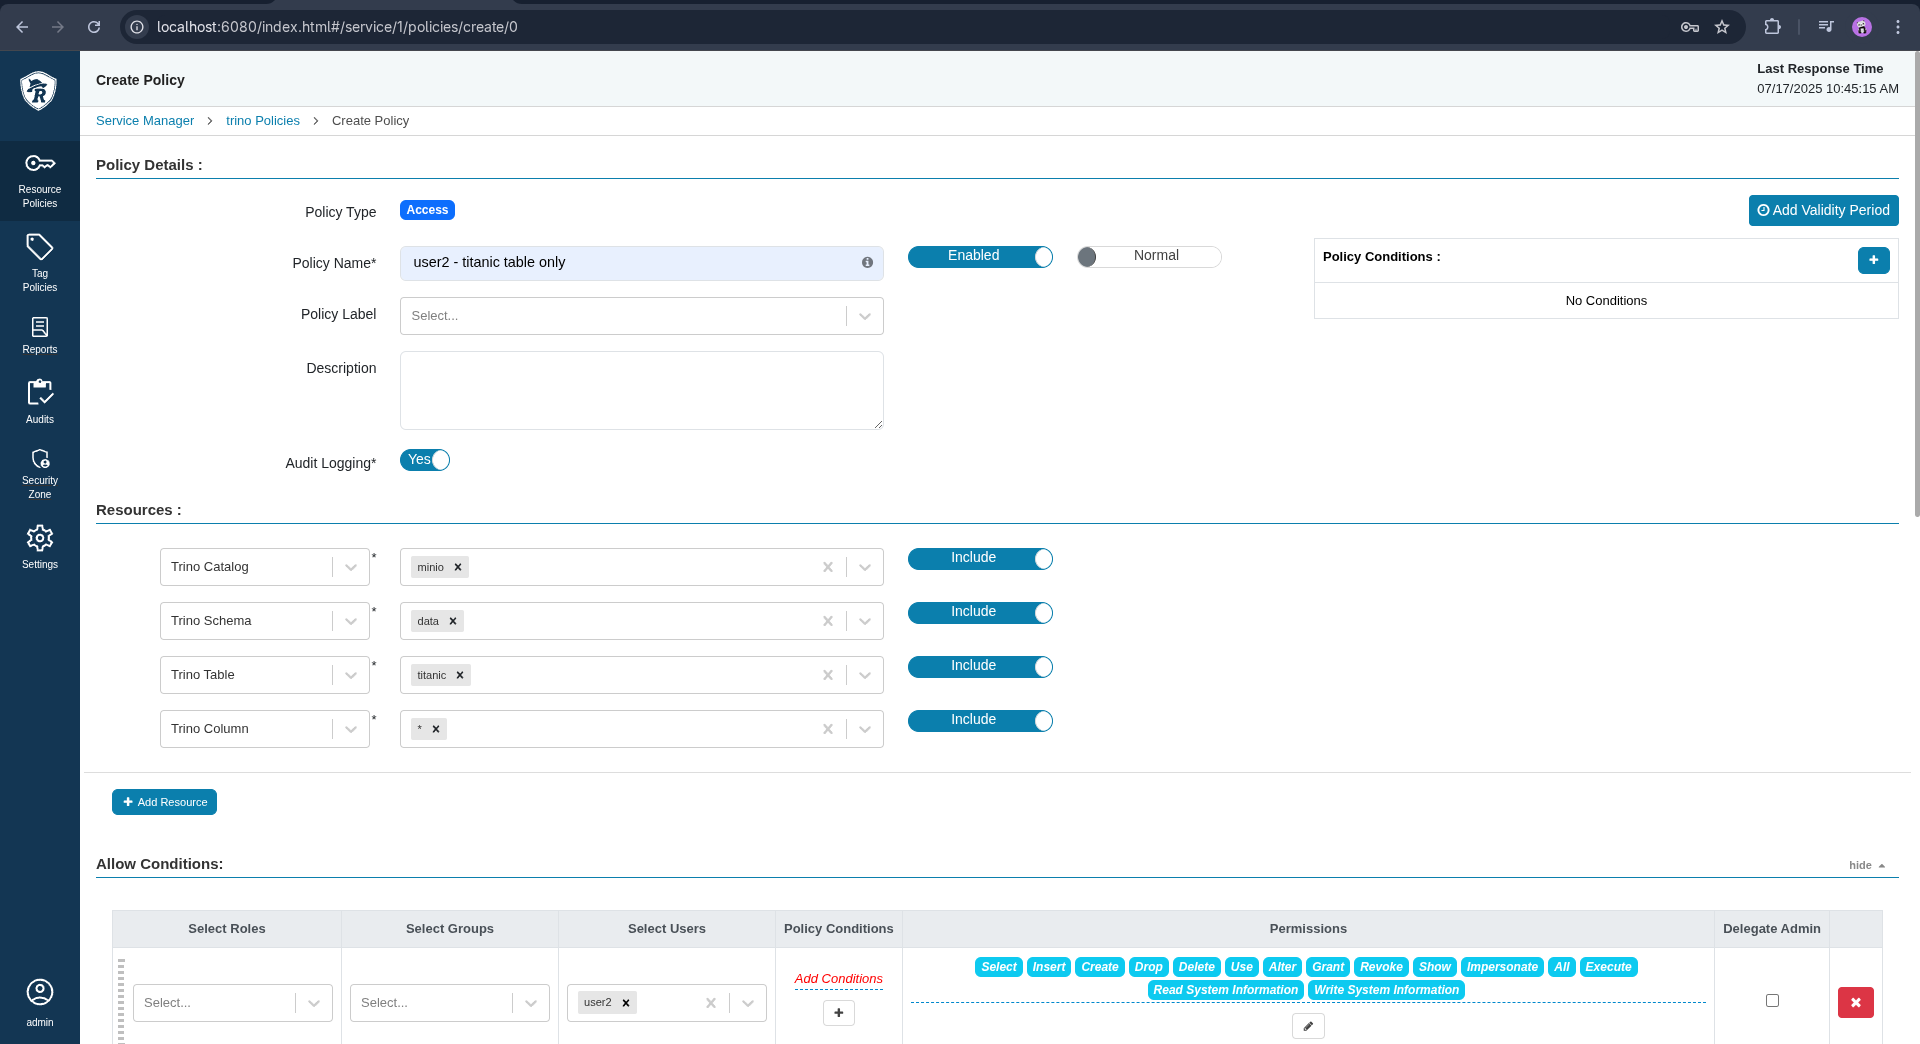 localhost:6080/index.html#/service/1/policies/create/0
Create Policy
Last Response Time
07/17/2025 10:45:15 AM
Service Manager > trino Policies > Create Policy
Resource
Policies
Tag
Policies
Reports
Audits
Security
Zone
Settings
admin
Policy Details :
Policy Type Access
Add Validity Period
Policy Name* user2 - titanic table only Enabled Normal
Policy Conditions :
No Conditions
Policy Label Select...
Description
Audit Logging* Yes
Resources :
Trino Catalog * minio Include
Trino Schema * data Include
Trino Table * titanic Include
Trino Column * * Include
Add Resource
Allow Conditions: hide
Select Roles Select Groups Select Users Policy Conditions Permissions Delegate Admin
Select... Select... user2
Add Conditions
Select Insert Create Drop Delete Use Alter Grant Revoke Show Impersonate All Execute
Read System Information Write System Information